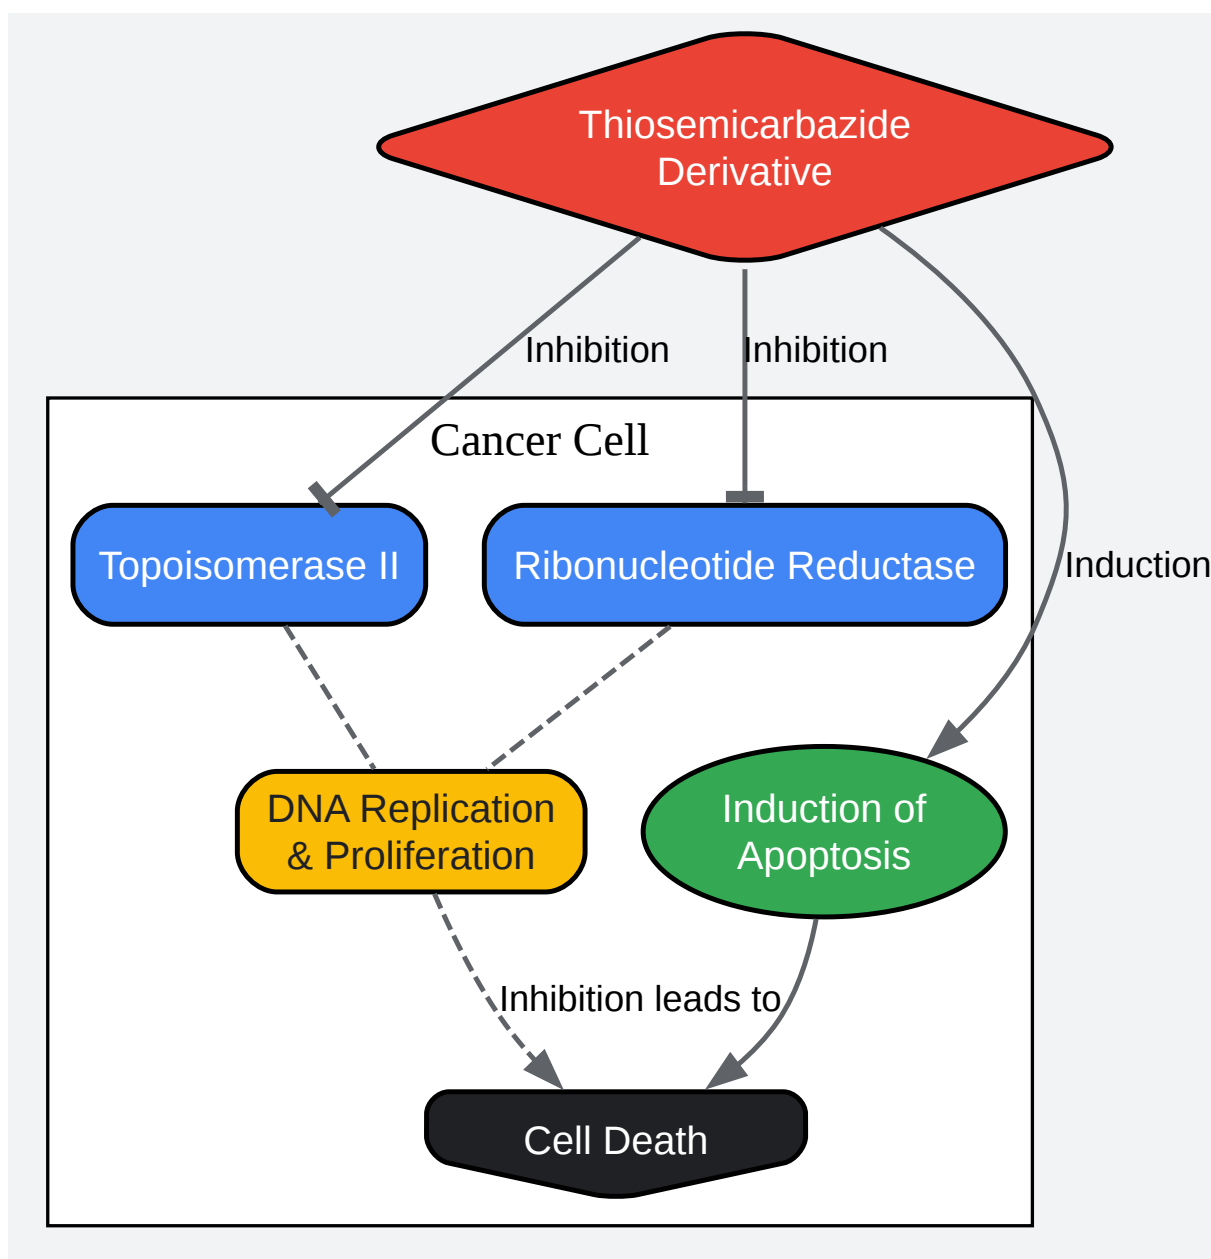 Thiosemicarbazide
Derivative
Inhibition
Inhibition
Cancer Cell
Topoisomerase II
Ribonucleotide Reductase
Induction
DNA Replication
& Proliferation
Induction of
Apoptosis
Inhibition leads to
Cell Death